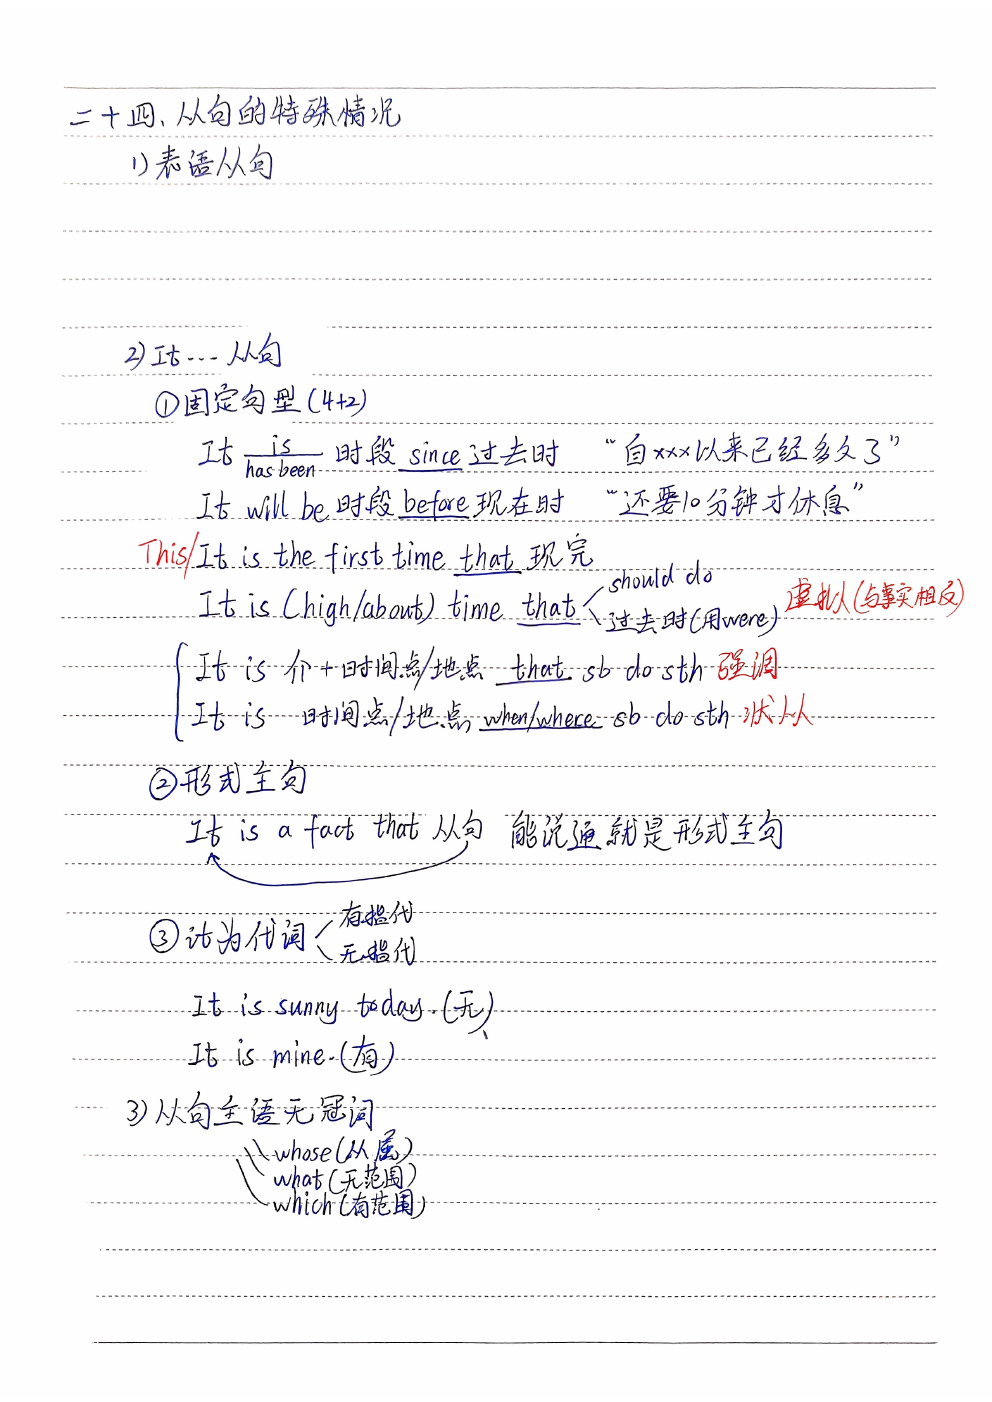 二十四、从句的特殊情况
1) 表语从句
2) It … 从句
① 固定句型 (4+2)
It is/has been 时段 since 过去时 “自xxx以来已经多久了”
It will be 时段 before 现在时 “还要10分钟才休息”
This/It is the first time that 现完
It is (high/about) time that should do
过去时(用were) 虚拟(与事实相反)
It is 介+时间点/地点 that sb do sth 强调
It is 时间点/地点 when/where sb do sth 状从
② 形式主句
It is a fact that 从句 能说通就是形式主句
③ it为代词 有指代
无指代
It is sunny today. (无)
It is mine. (有)
3) 从句主语无冠词
whose (从属)
what (无范围)
which (有范围)